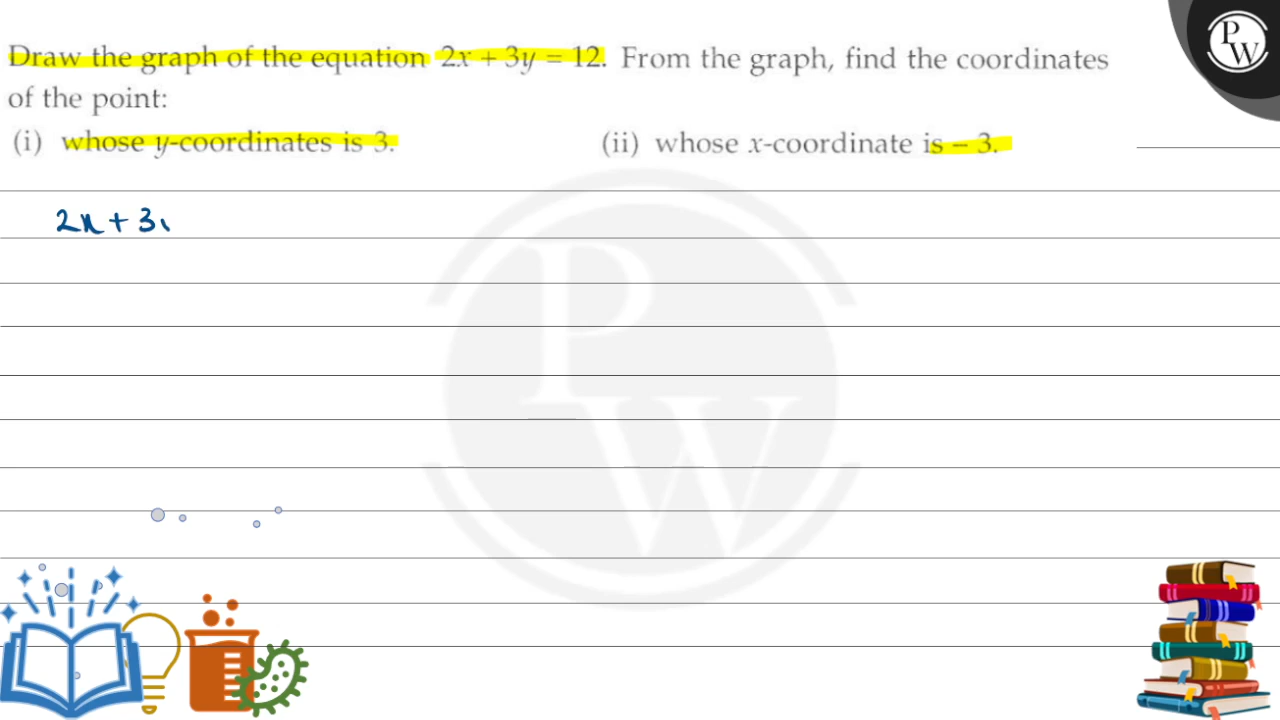 Draw the graph of the equation 2x + 3y = 12. From the graph, find the coordinates
of the point:
(i) whose y-coordinates is 3. (ii) whose x-coordinate is – 3.
2x + 3
P
W
P
W